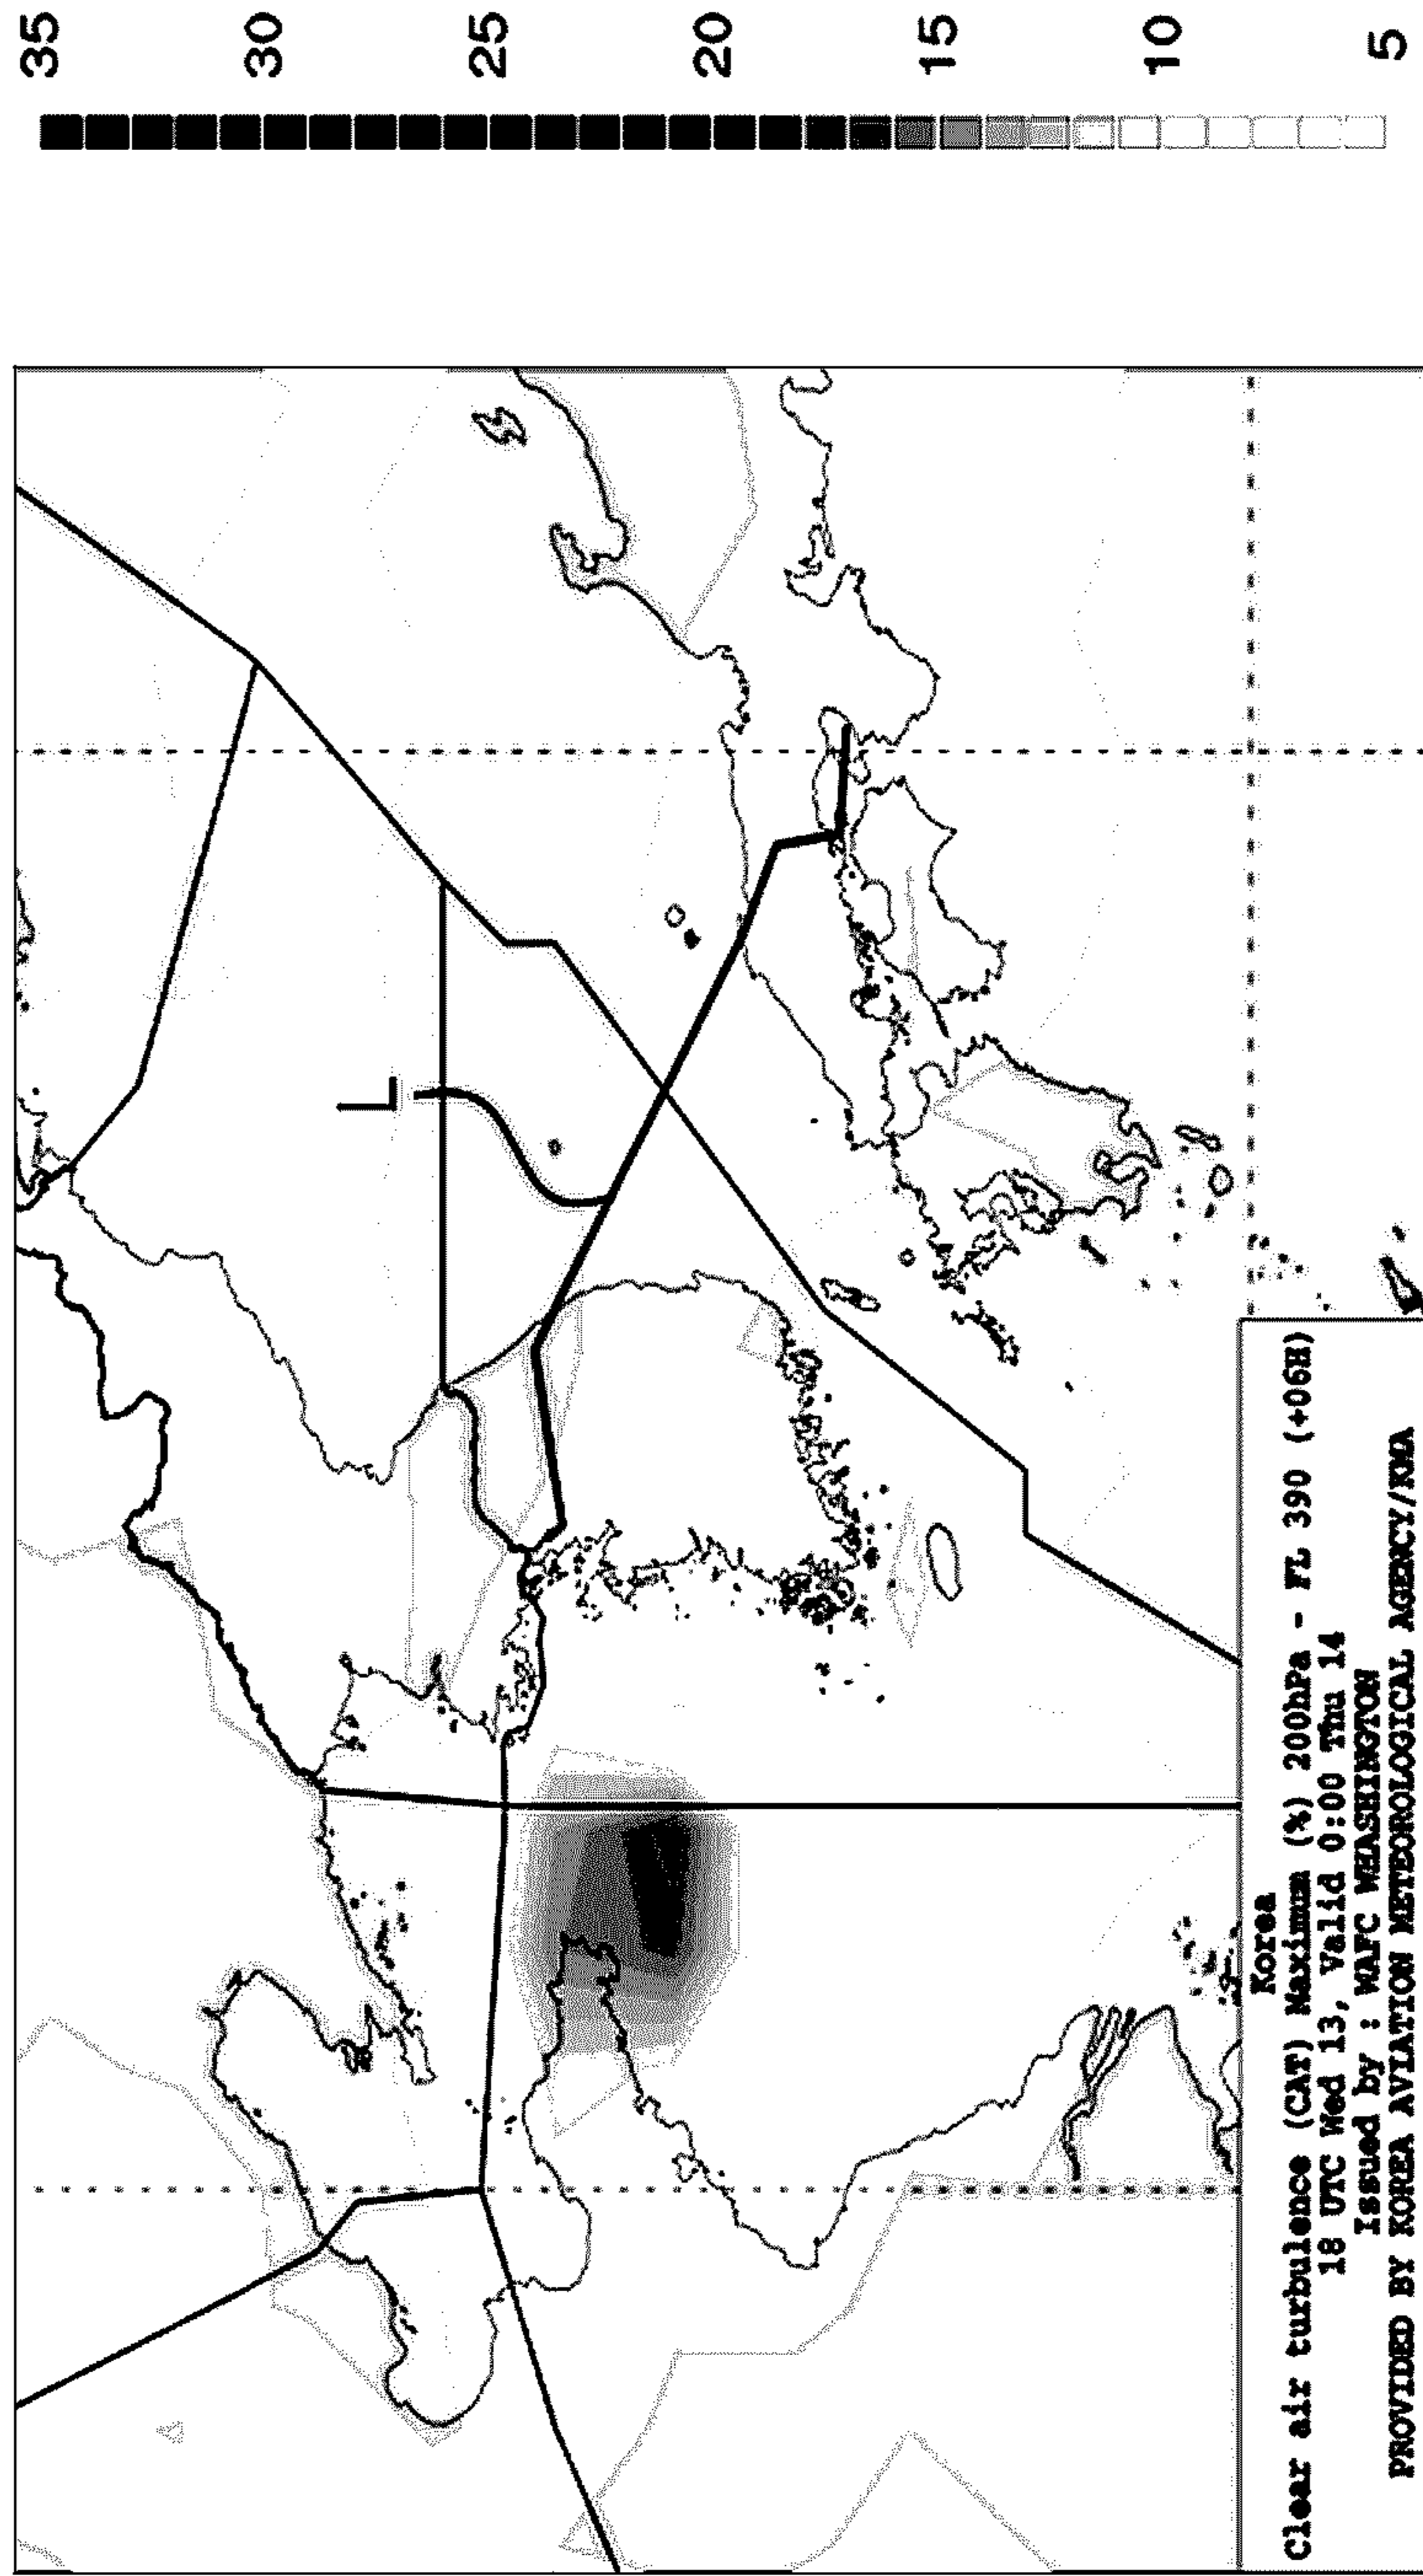 35
30
25
20
15
10
5
L
Korea
Clear air turbulence (CAT) Maximum (%) 200hPa - FL 390 (+06H)
18 UTC Wed 13, Valid 0:00 Thu 14
Issued by : WAFC WHASHINGTON
PROVIDED BY KOREA AVIATION METEOROLOGICAL AGENCY/KMA